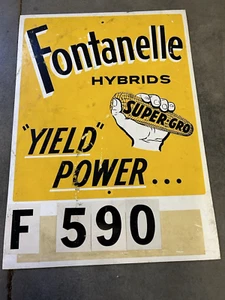 Fontanelle
HYBRIDS
SUPER-GRO
"YIELD"
POWER...
F 590